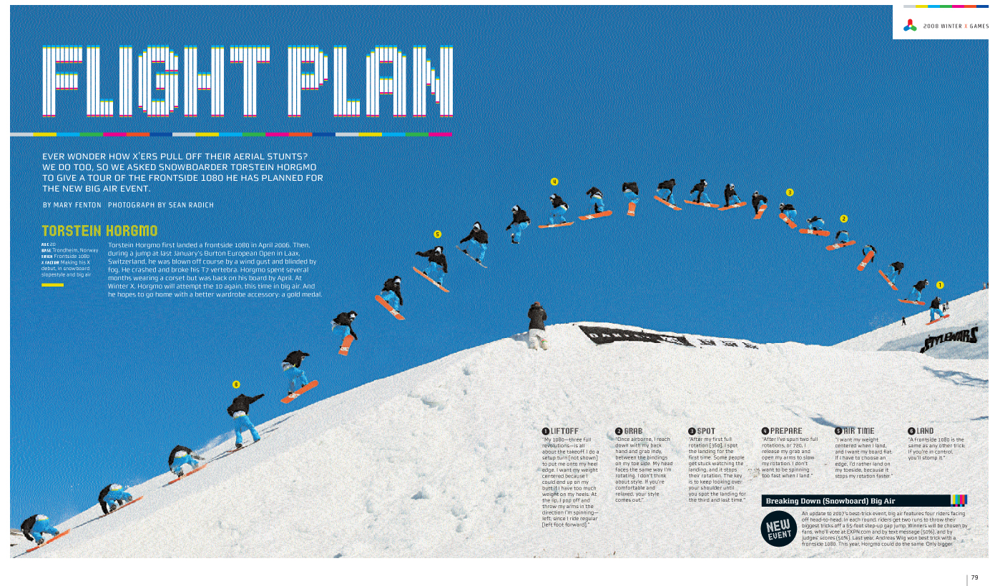 2008 WINTER X GAMES
FLIGHT PLAN
EVER WONDER HOW X'ERS PULL OFF THEIR AERIAL STUNTS?
WE DO TOO, SO WE ASKED SNOWBOARDER TORSTEIN HORGMO
TO GIVE A TOUR OF THE FRONTSIDE 1080 HE HAS PLANNED FOR
THE NEW BIG AIR EVENT.
BY MARY FENTON PHOTOGRAPH BY SEAN RADICH
TORSTEIN HORGMO
AGE 20
BASE Trondheim, Norway
Frontside 1080
X FACTOR Making his X
debut, in snowboard
slopestyle and big air
Torstein Horgmo first landed a frontside 1080 in April 2006. Then,
during a jump at last January's Burton European Open in Laax,
Switzerland, he was blown off course by a wind gust and blinded by
fog. He crashed and broke his T7 vertebra. Horgmo spent several
months wearing a corset but was back on his board by April. At
Winter X, Horgmo will attempt the 10 again, this time in big air. And
he hopes to go home with a better wardrobe accessory: a gold medal.
4
3
2
5
1
6
STYLEWARS
1 LIFTOFF
"My 1080—three full
revolutions—is all
about the takeoff. I do a
setup turn [not shown]
to put me onto my heel
edge. I want my weight
centered because I
could end up on my
butt if I have too much
weight on my heels. At
the lip, I pop off and
throw my arms in the
direction I'm spinning—
left, since I ride regular
[left foot forward]."
2 GRAB
"Once airborne, I reach
down with my back
hand and grab indy,
between the bindings
on my toe side. My head
faces the same way I'm
rotating. I don't think
about style. If you're
comfortable and
relaxed, your style
comes out."
3 SPOT
"After my first full
rotation [360], I spot
the landing for the
first time. Some people
get stuck watching the
landing, and it stops
their rotation. The key
is to keep looking over
your shoulder until
you spot the landing for
the third and last time."
4 PREPARE
"After I've spun two full
rotations, or 720, I
release my grab and
open my arms to slow
my rotation. I don't
want to be spinning
too fast when I land."
5 AIR TIME
"I want my weight
centered when I land,
and I want my board flat.
If I have to choose an
edge, I'd rather land on
my toeside, because it
stops my rotation faster."
6 LAND
"A frontside 1080 is the
same as any other trick:
If you're in control,
you'll stomp it."
Breaking Down (Snowboard) Big Air
NEW
EVENT
An update to 2007's best-trick event, big air features four riders facing
off head-to-head. In each round, riders get two runs to throw their
biggest tricks off a 65-foot step-up gap jump. Winners will be chosen by
fans, who'll vote at EXPN.com and by text message (50%), and by
judges' scores (50%). Last year, Andreas Wiig won best trick with a
frontside 1080. This year, Horgmo could do the same. Only bigger.
79